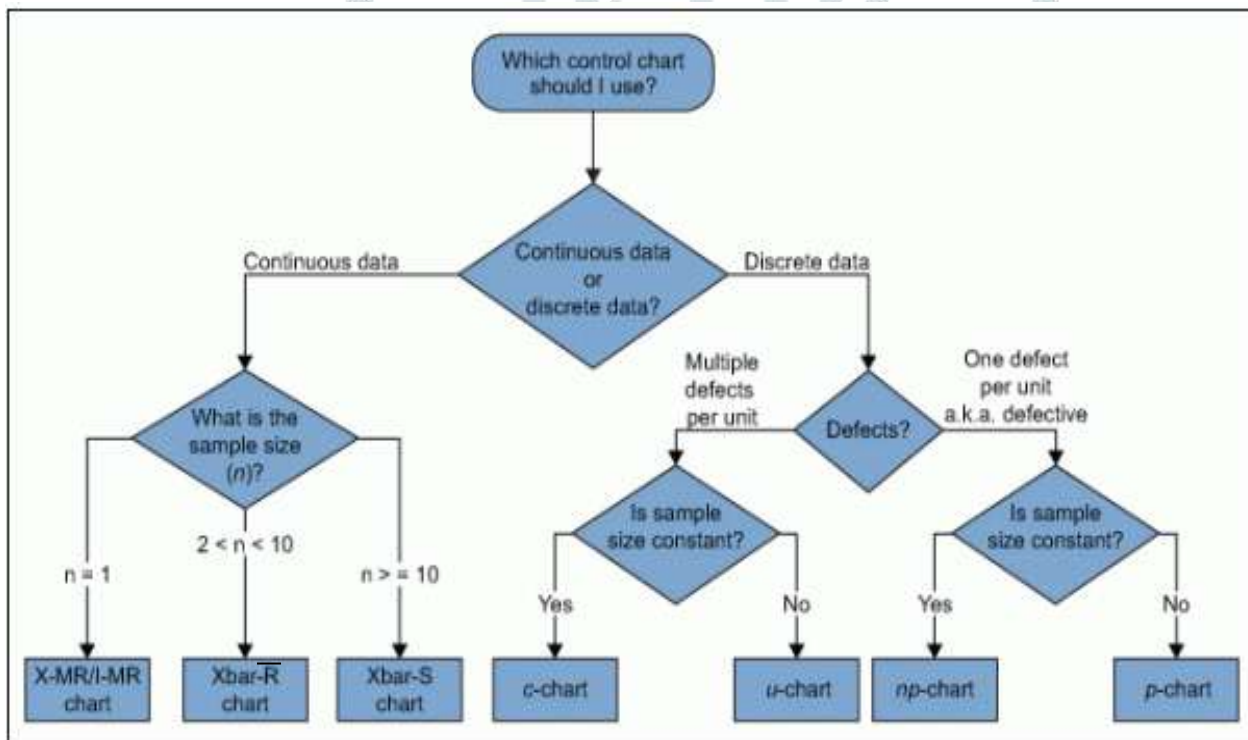 Which control chart
should I use?
Continuous data
Continuous data
or
discrete data?
Discrete data
Multiple
defects
per unit
One defect
per unit
a.k.a. defective
What is the
sample size
(n)?
Defects?
Is sample
size constant?
Is sample
size constant?
n = 1
2 < n < 10
n > = 10
Yes
No
Yes
No
X-MR/I-MR
chart
Xbar-R̅
chart
Xbar-S
chart
c-chart
u-chart
np-chart
p-chart